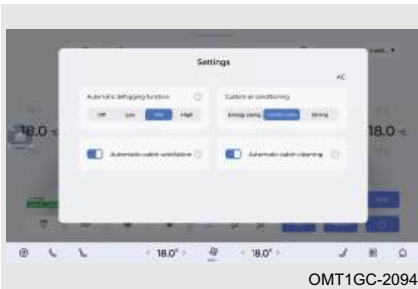 Settings
AC
Automatic defogging function
Custom air conditioning
Off Low Mid High
Energy saving Comfortable Strong
Automatic cabin ventilation
Automatic cabin cleaning
18.0
18.0
18.0° 18.0°
OMT1GC-2094